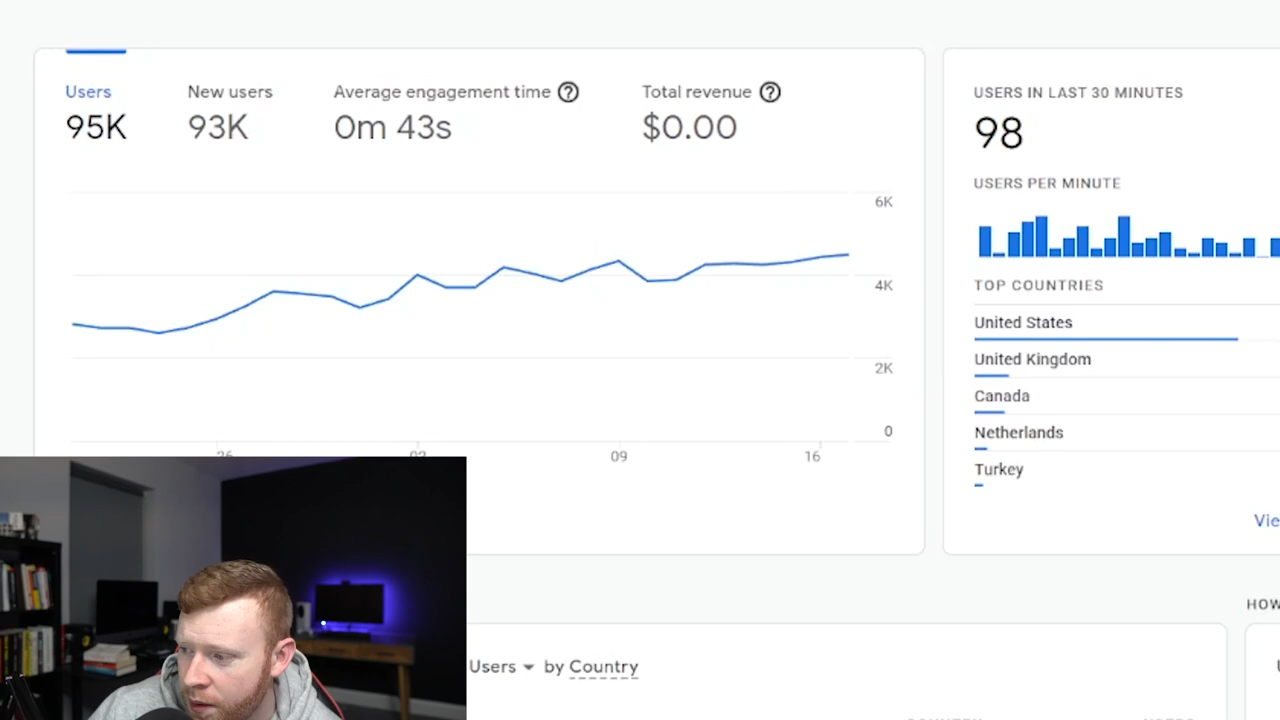 Users
95K
New users
93K
Average engagement time
0m 43s
Total revenue
$0.00
6K
4K
2K
0
09
16
USERS IN LAST 30 MINUTES
98
USERS PER MINUTE
TOP COUNTRIES
United States
United Kingdom
Canada
Netherlands
Turkey
Users by Country